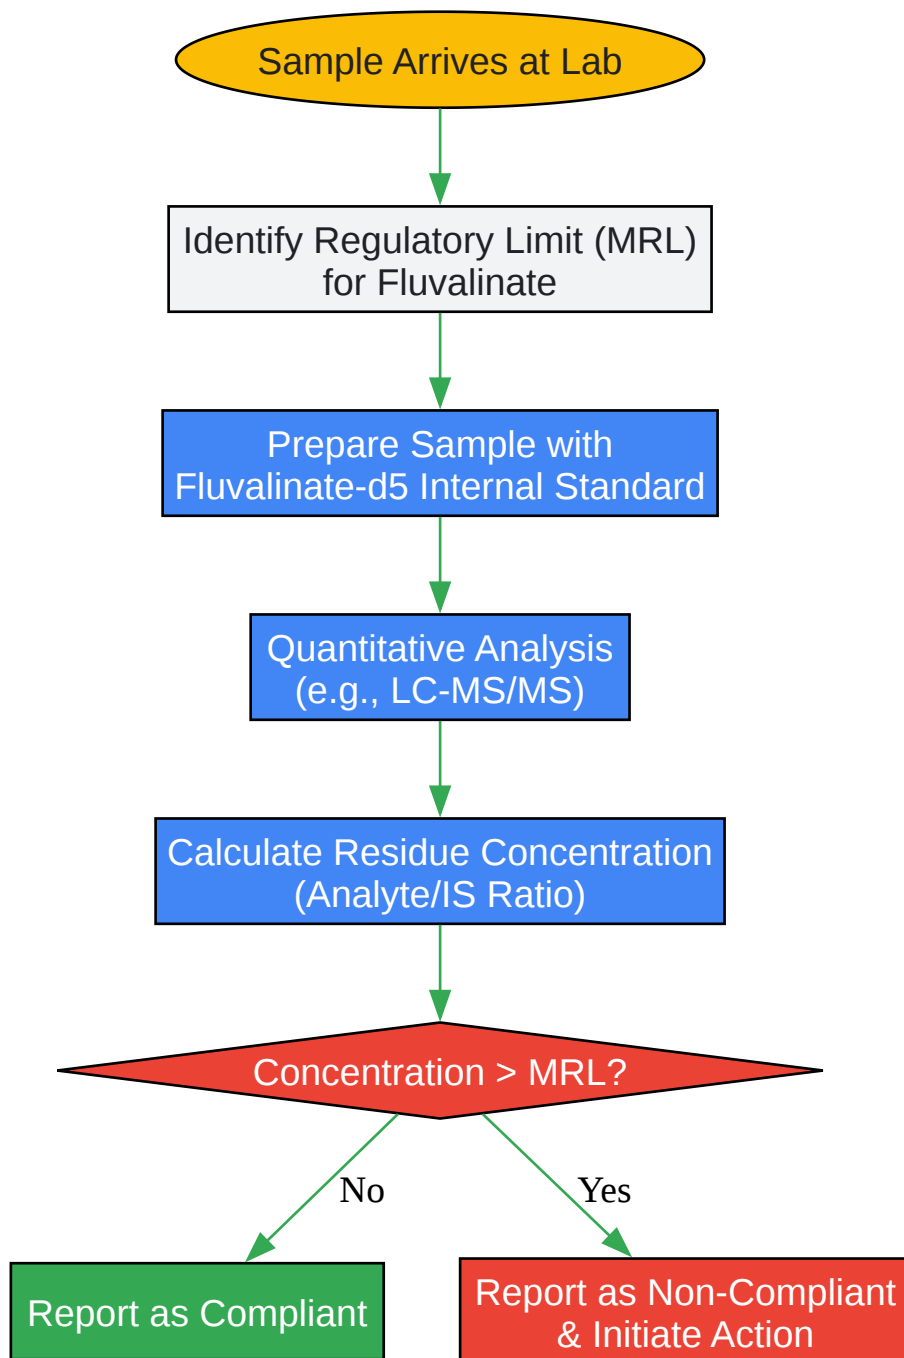 Sample Arrives at Lab
Identify Regulatory Limit (MRL)
for Fluvalinate
Prepare Sample with
Fluvalinate-d5 Internal Standard
Quantitative Analysis
(e.g., LC-MS/MS)
Calculate Residue Concentration
(Analyte/IS Ratio)
Concentration > MRL?
No
Yes
Report as Compliant
Report as Non-Compliant
& Initiate Action